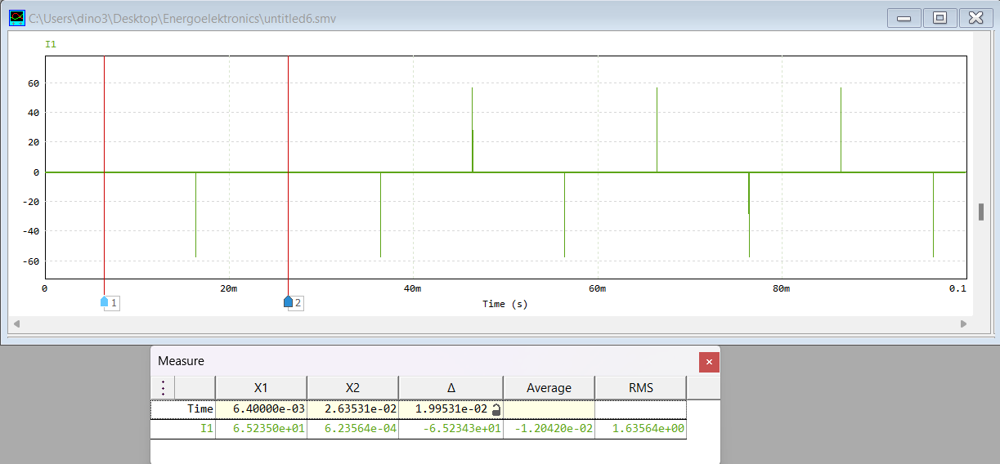 C:\Users\dino3\Desktop\Energoelektronics\untitled6.smv
I1
60
40
20
0
-20
-40
-60
0 20m 40m 60m 80m 0.1
1 2
Time (s)
Measure
X1 X2 Δ Average RMS
Time 6.40000e-03 2.63531e-02 1.99531e-02
I1 6.52350e+01 6.23564e-04 -6.52343e+01 -1.20420e-02 1.63564e+00